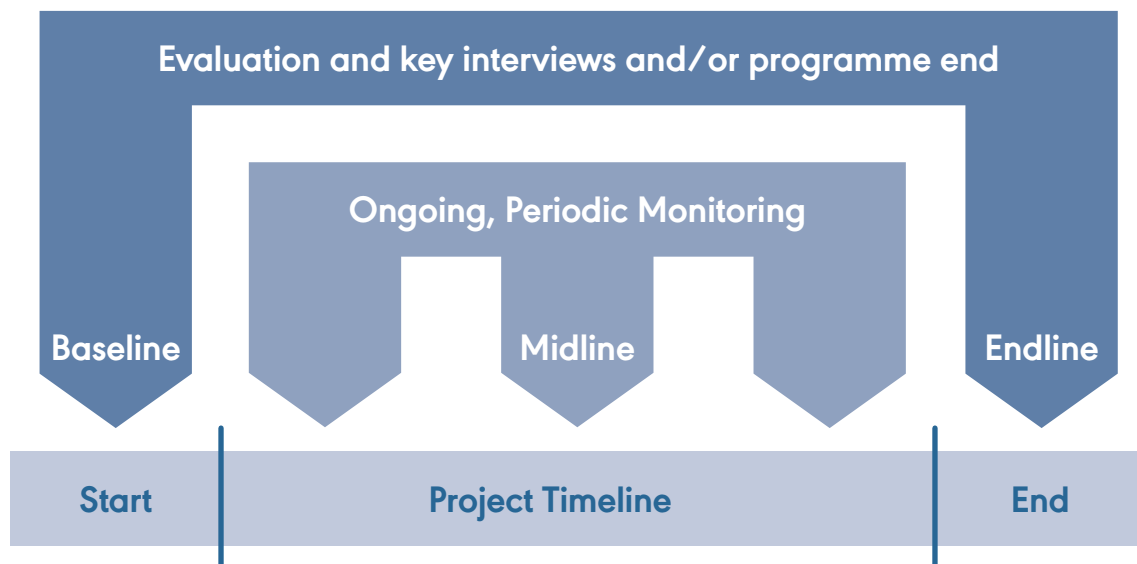 Evaluation and key interviews and/or programme end
Ongoing, Periodic Monitoring
Baseline
Midline
Endline
Start
Project Timeline
End